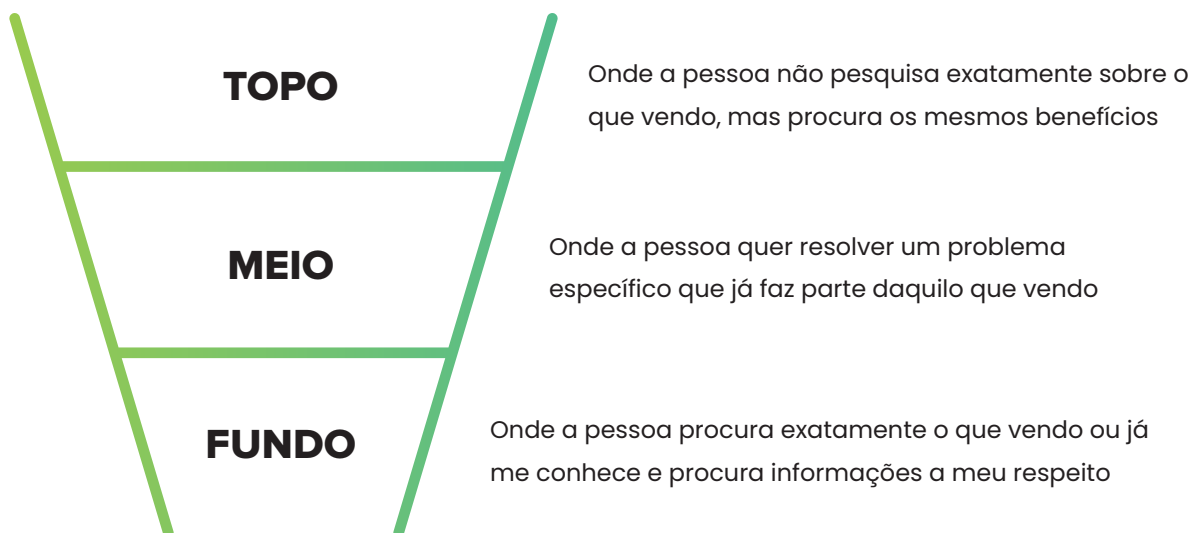 TOPO
Onde a pessoa não pesquisa exatamente sobre o
que vendo, mas procura os mesmos benefícios
MEIO
Onde a pessoa quer resolver um problema
específico que já faz parte daquilo que vendo
FUNDO
Onde a pessoa procura exatamente o que vendo ou já
me conhece e procura informações a meu respeito